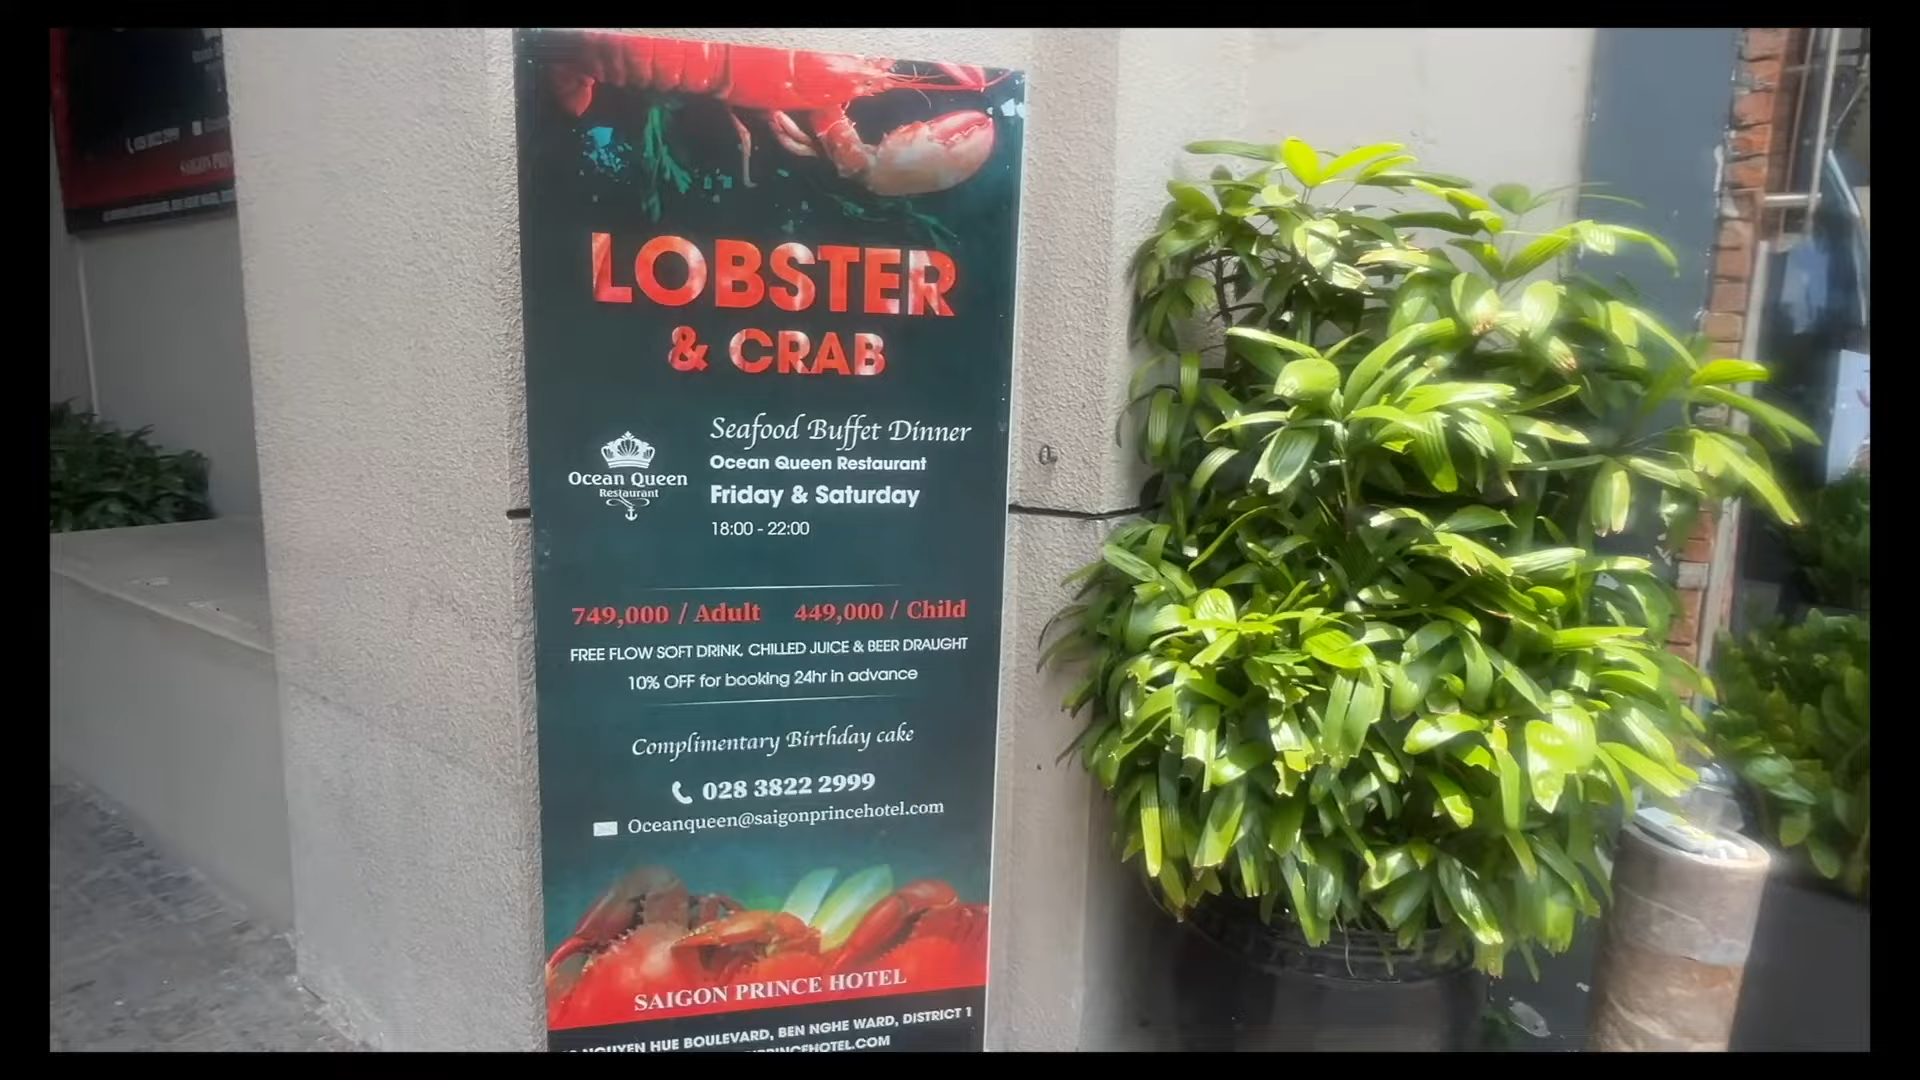 028 3822 2999
LOBSTER
& CRAB
Ocean Queen
Restaurant
Seafood Buffet Dinner
Ocean Queen Restaurant
Friday & Saturday
18:00 - 22:00
749,000 / Adult 449,000 / Child
FREE FLOW SOFT DRINK, CHILLED JUICE & BEER DRAUGHT
10% OFF for booking 24hr in advance
Complimentary Birthday cake
028 3822 2999
Oceanqueen@saigonprincehotel.com
SAIGON PRINCE HOTEL
NGUYEN HUE BOULEVARD, BEN NGHE WARD, DISTRICT 1